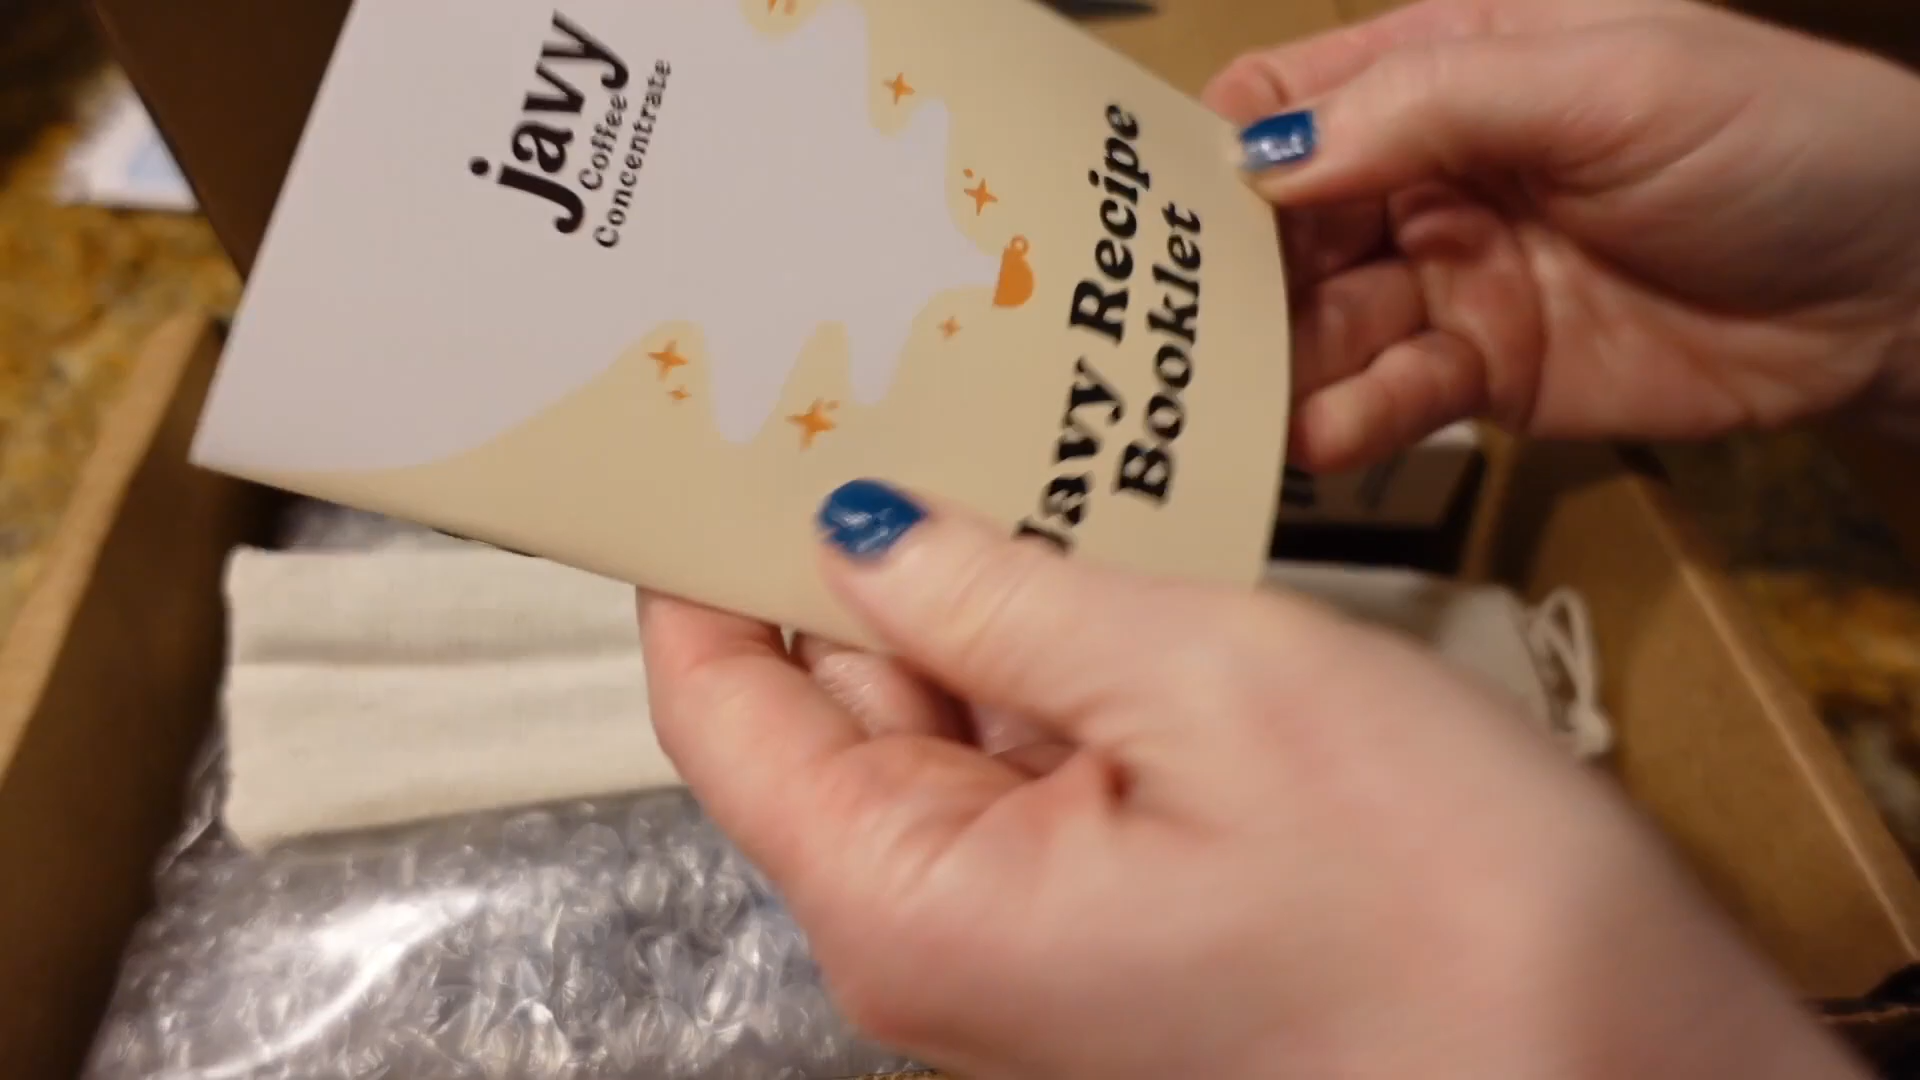 javy
Coffee
Concentrate
Javy Recipe
Booklet